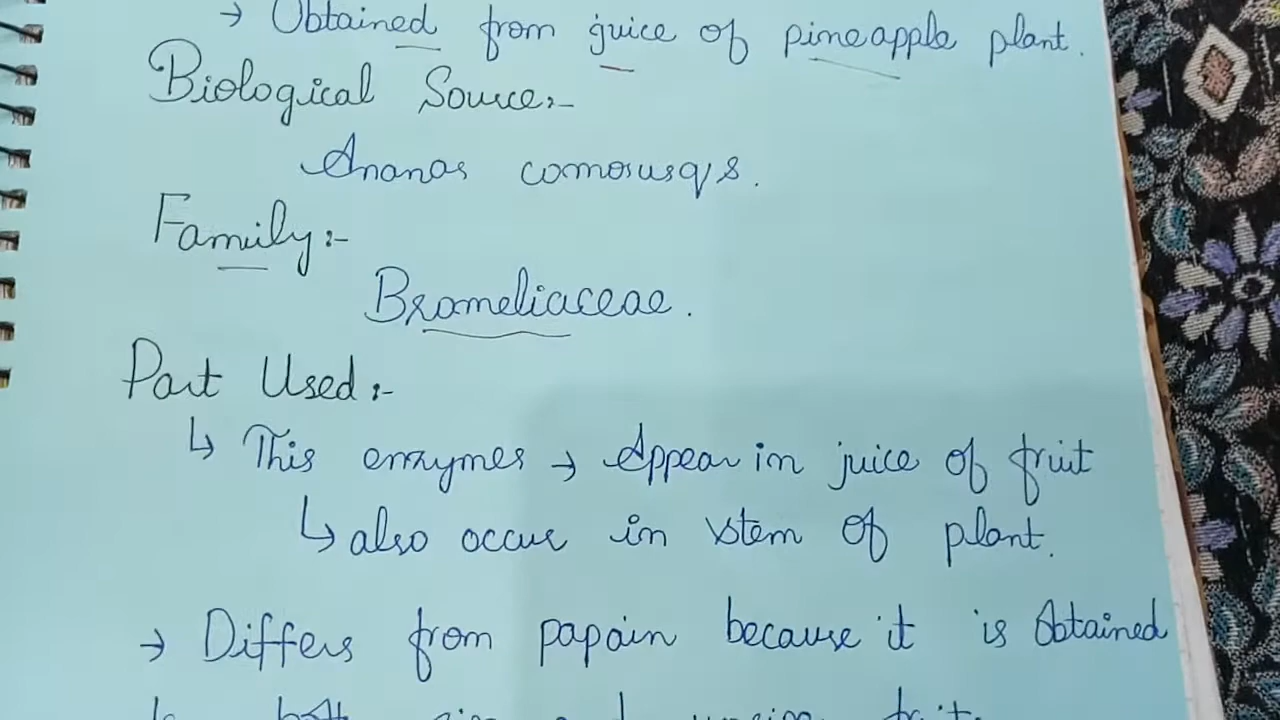 → Obtained from juice of pineapple plant.
Biological Source:-
Ananas comosusqs.
Family:-
Bromeliaceae.
Part Used:-
↳ This enzymes → Appear in juice of fruit
↳ also occur in stem of plant.
→ Differs from papain because it is Obtained